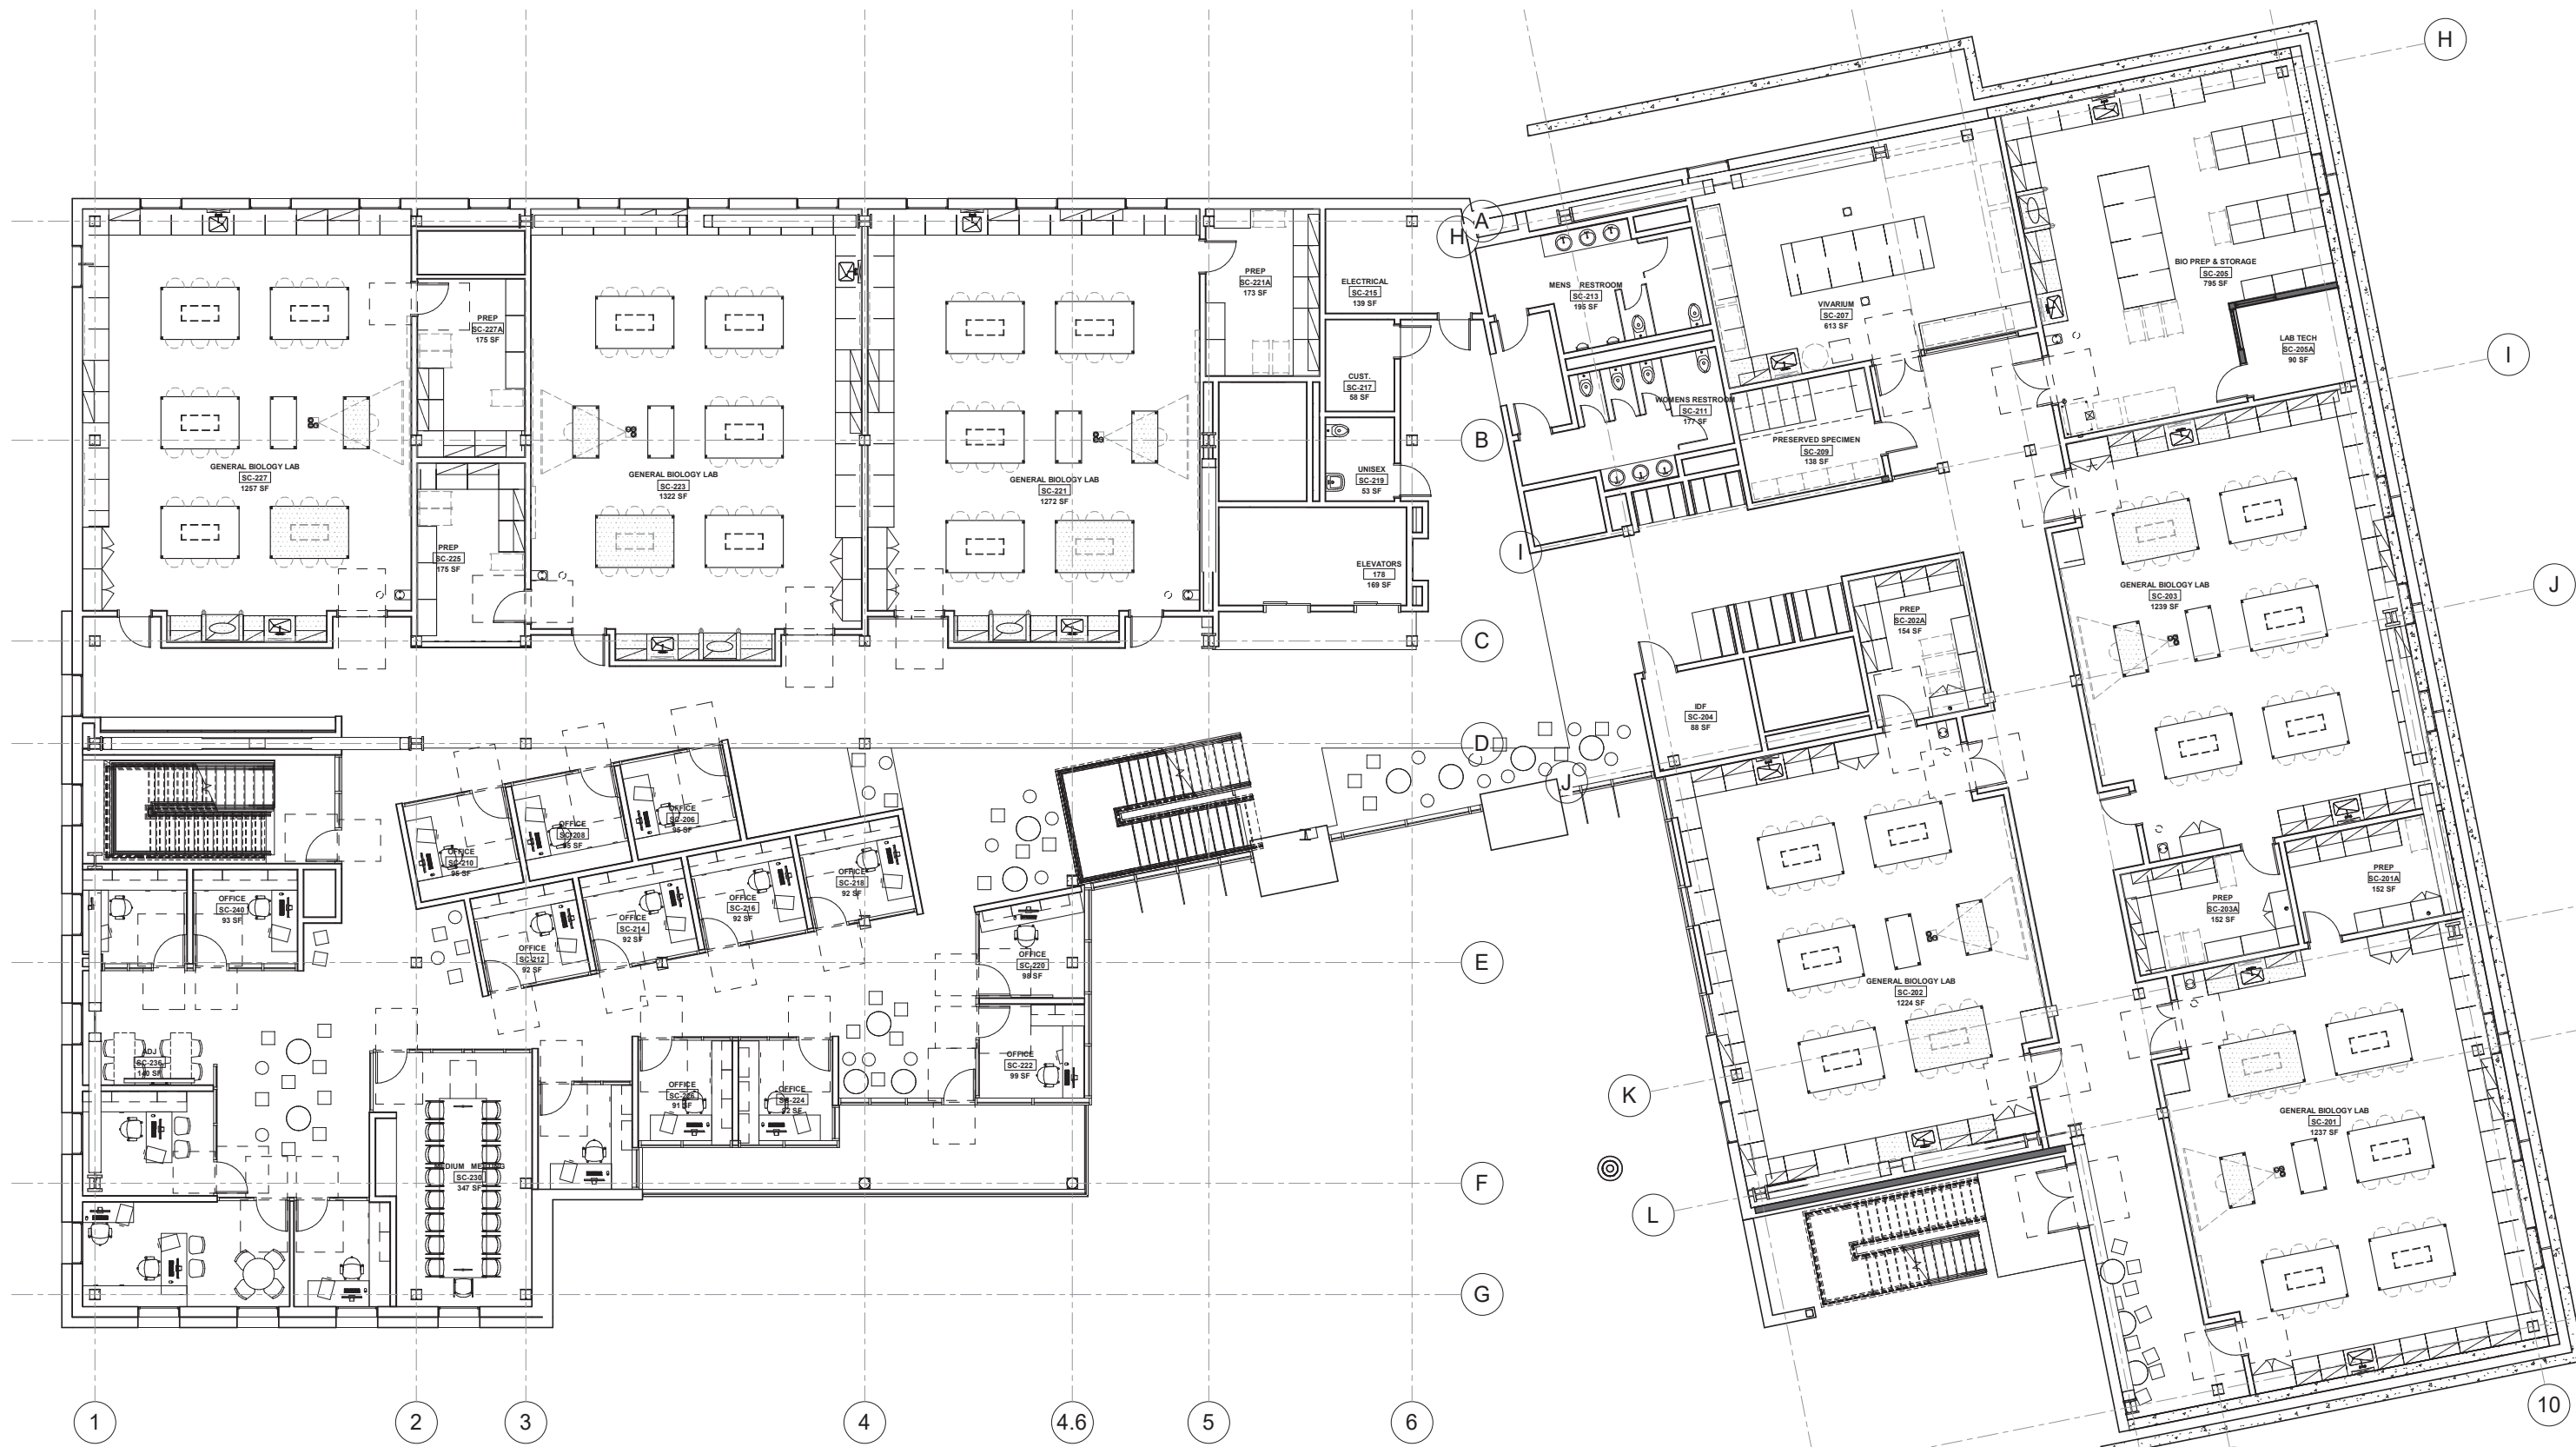 H
A
H
I
I
B
J
C
D
J
E
K
F
L
G
1
2
3
4
4.6
5
6
10
GENERAL BIOLOGY LAB
SC-227
1257 SF
PREP
SC-227A
175 SF
PREP
SC-225
175 SF
GENERAL BIOLOGY LAB
SC-223
1322 SF
GENERAL BIOLOGY LAB
SC-221
1272 SF
PREP
SC-221A
173 SF
ELECTRICAL
SC-215
139 SF
CUST.
SC-217
58 SF
UNISEX
SC-219
53 SF
ELEVATORS
178
169 SF
MENS RESTROOM
SC-213
195 SF
WOMENS RESTROOM
SC-211
177 SF
VIVARIUM
SC-207
613 SF
PRESERVED SPECIMEN
SC-209
138 SF
BIO PREP & STORAGE
SC-205
795 SF
LAB TECH
SC-205A
90 SF
GENERAL BIOLOGY LAB
SC-203
1239 SF
PREP
SC-202A
154 SF
IDF
SC-204
88 SF
GENERAL BIOLOGY LAB
SC-202
1224 SF
PREP
SC-203A
152 SF
PREP
SC-201A
152 SF
GENERAL BIOLOGY LAB
SC-201
1237 SF
OFFICE
SC-206
95 SF
OFFICE
SC-208
95 SF
OFFICE
SC-210
95 SF
OFFICE
SC-218
92 SF
OFFICE
SC-216
92 SF
OFFICE
SC-214
92 SF
OFFICE
SC-212
92 SF
OFFICE
SC-240
93 SF
OFFICE
SC-220
98 SF
OFFICE
SC-222
99 SF
OFFICE
SC-224
92 SF
OFFICE
SC-226
91 SF
ADJ
140 SF
MEDIUM MEETING
SC-230
347 SF